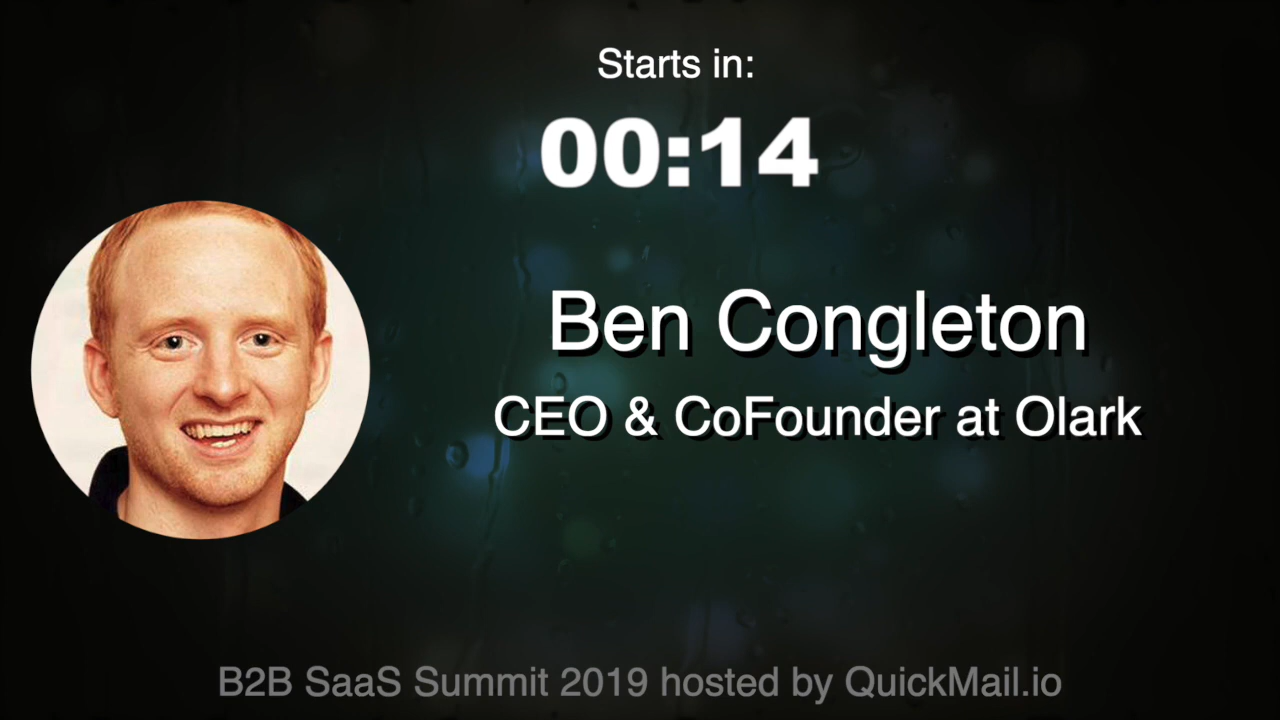 Starts in:
00:14
Ben Congleton
CEO & CoFounder at Olark
B2B SaaS Summit 2019 hosted by QuickMail.io